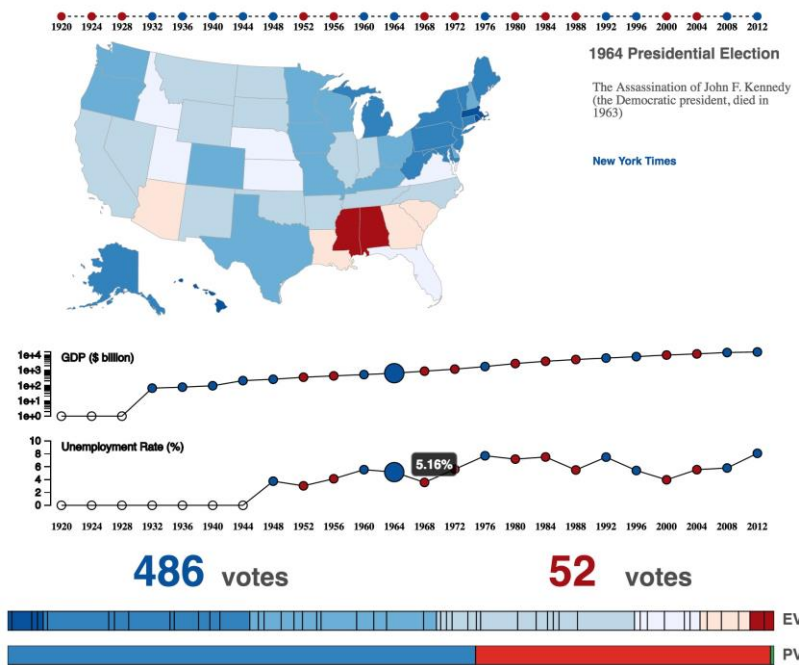 1920 1924 1928 1932 1936 1940 1944 1948 1952 1956 1960 1964 1968 1972 1976 1980 1984 1988 1992 1996 2000 2004 2008 2012
1964 Presidential Election
The Assassination of John F. Kennedy
(the Democratic president, died in
1963)
New York Times
GDP ($ billion)
1e+4
1e+3
1e+2
1e+1
1e+0
Unemployment Rate (%)
10
8
6
4
2
0
5.16%
1920 1924 1928 1932 1936 1940 1944 1948 1952 1956 1960 1964 1968 1972 1976 1980 1984 1988 1992 1996 2000 2004 2008 2012
486 votes
52 votes
EV
PV